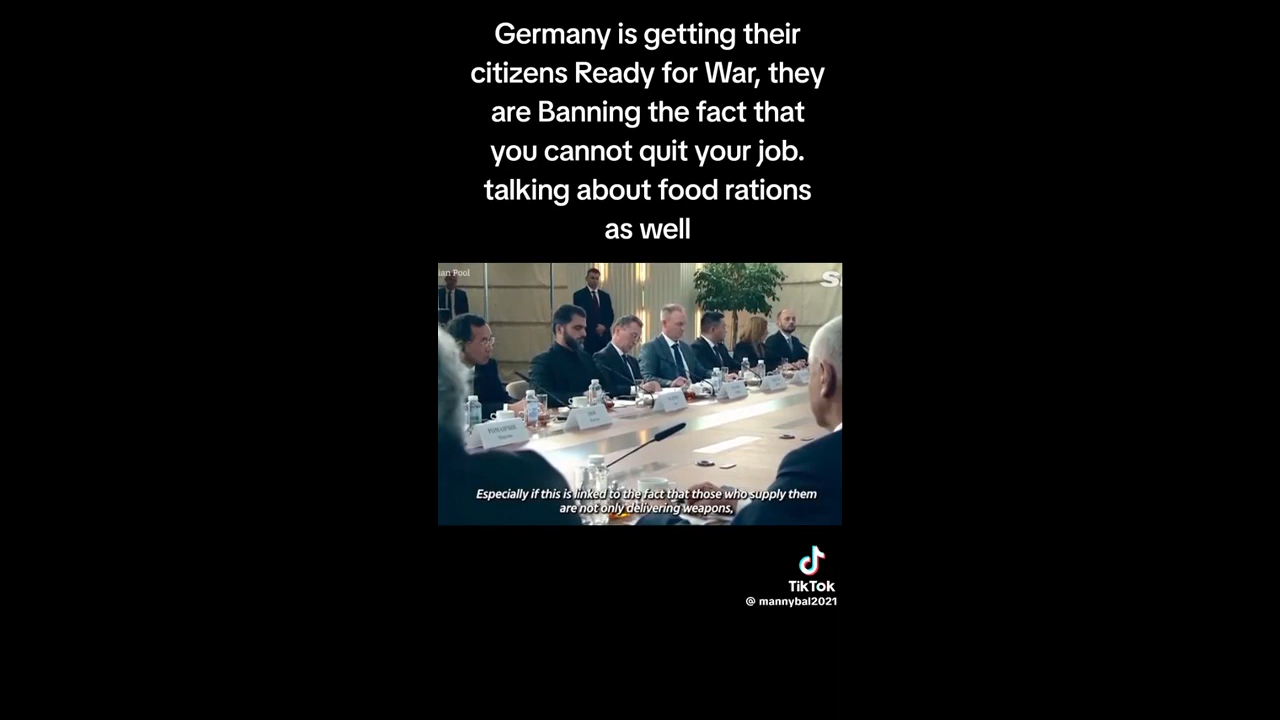 Germany is getting their
citizens Ready for War, they
are Banning the fact that
you cannot quit your job.
talking about food rations
as well
ian Pool
S.
Especially if this is linked to the fact that those who supply them
are not only delivering weapons,
TikTok
@ mannybal2021